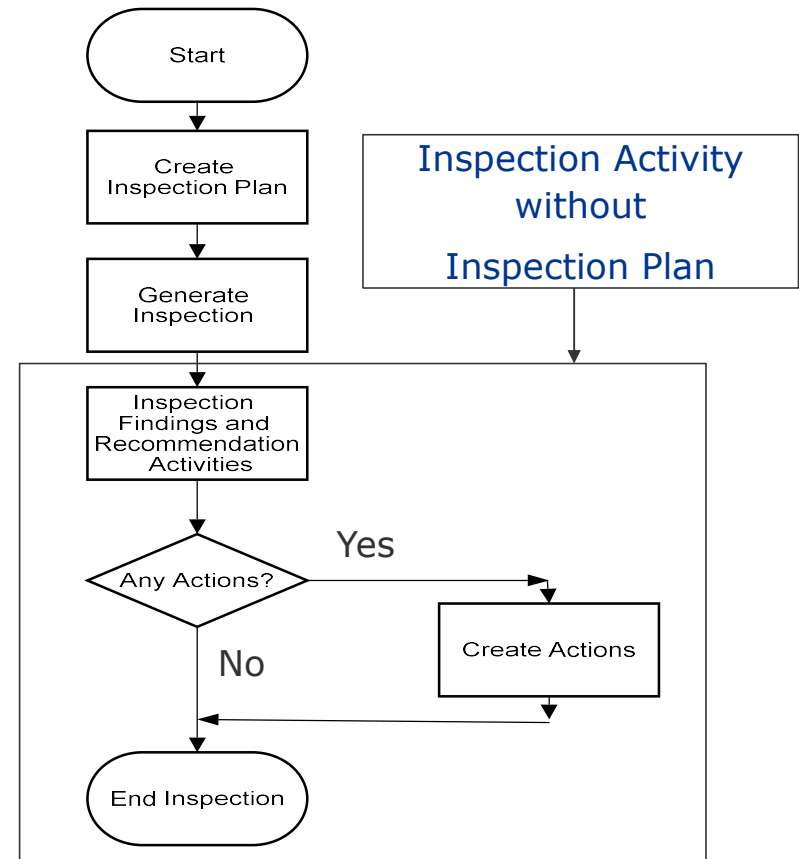 Start
Create
Inspection Plan
Inspection Activity
without
Inspection Plan
Generate
Inspection
Inspection
Findings and
Recommendation
Activities
Any Actions?
Yes
Create Actions
No
End Inspection